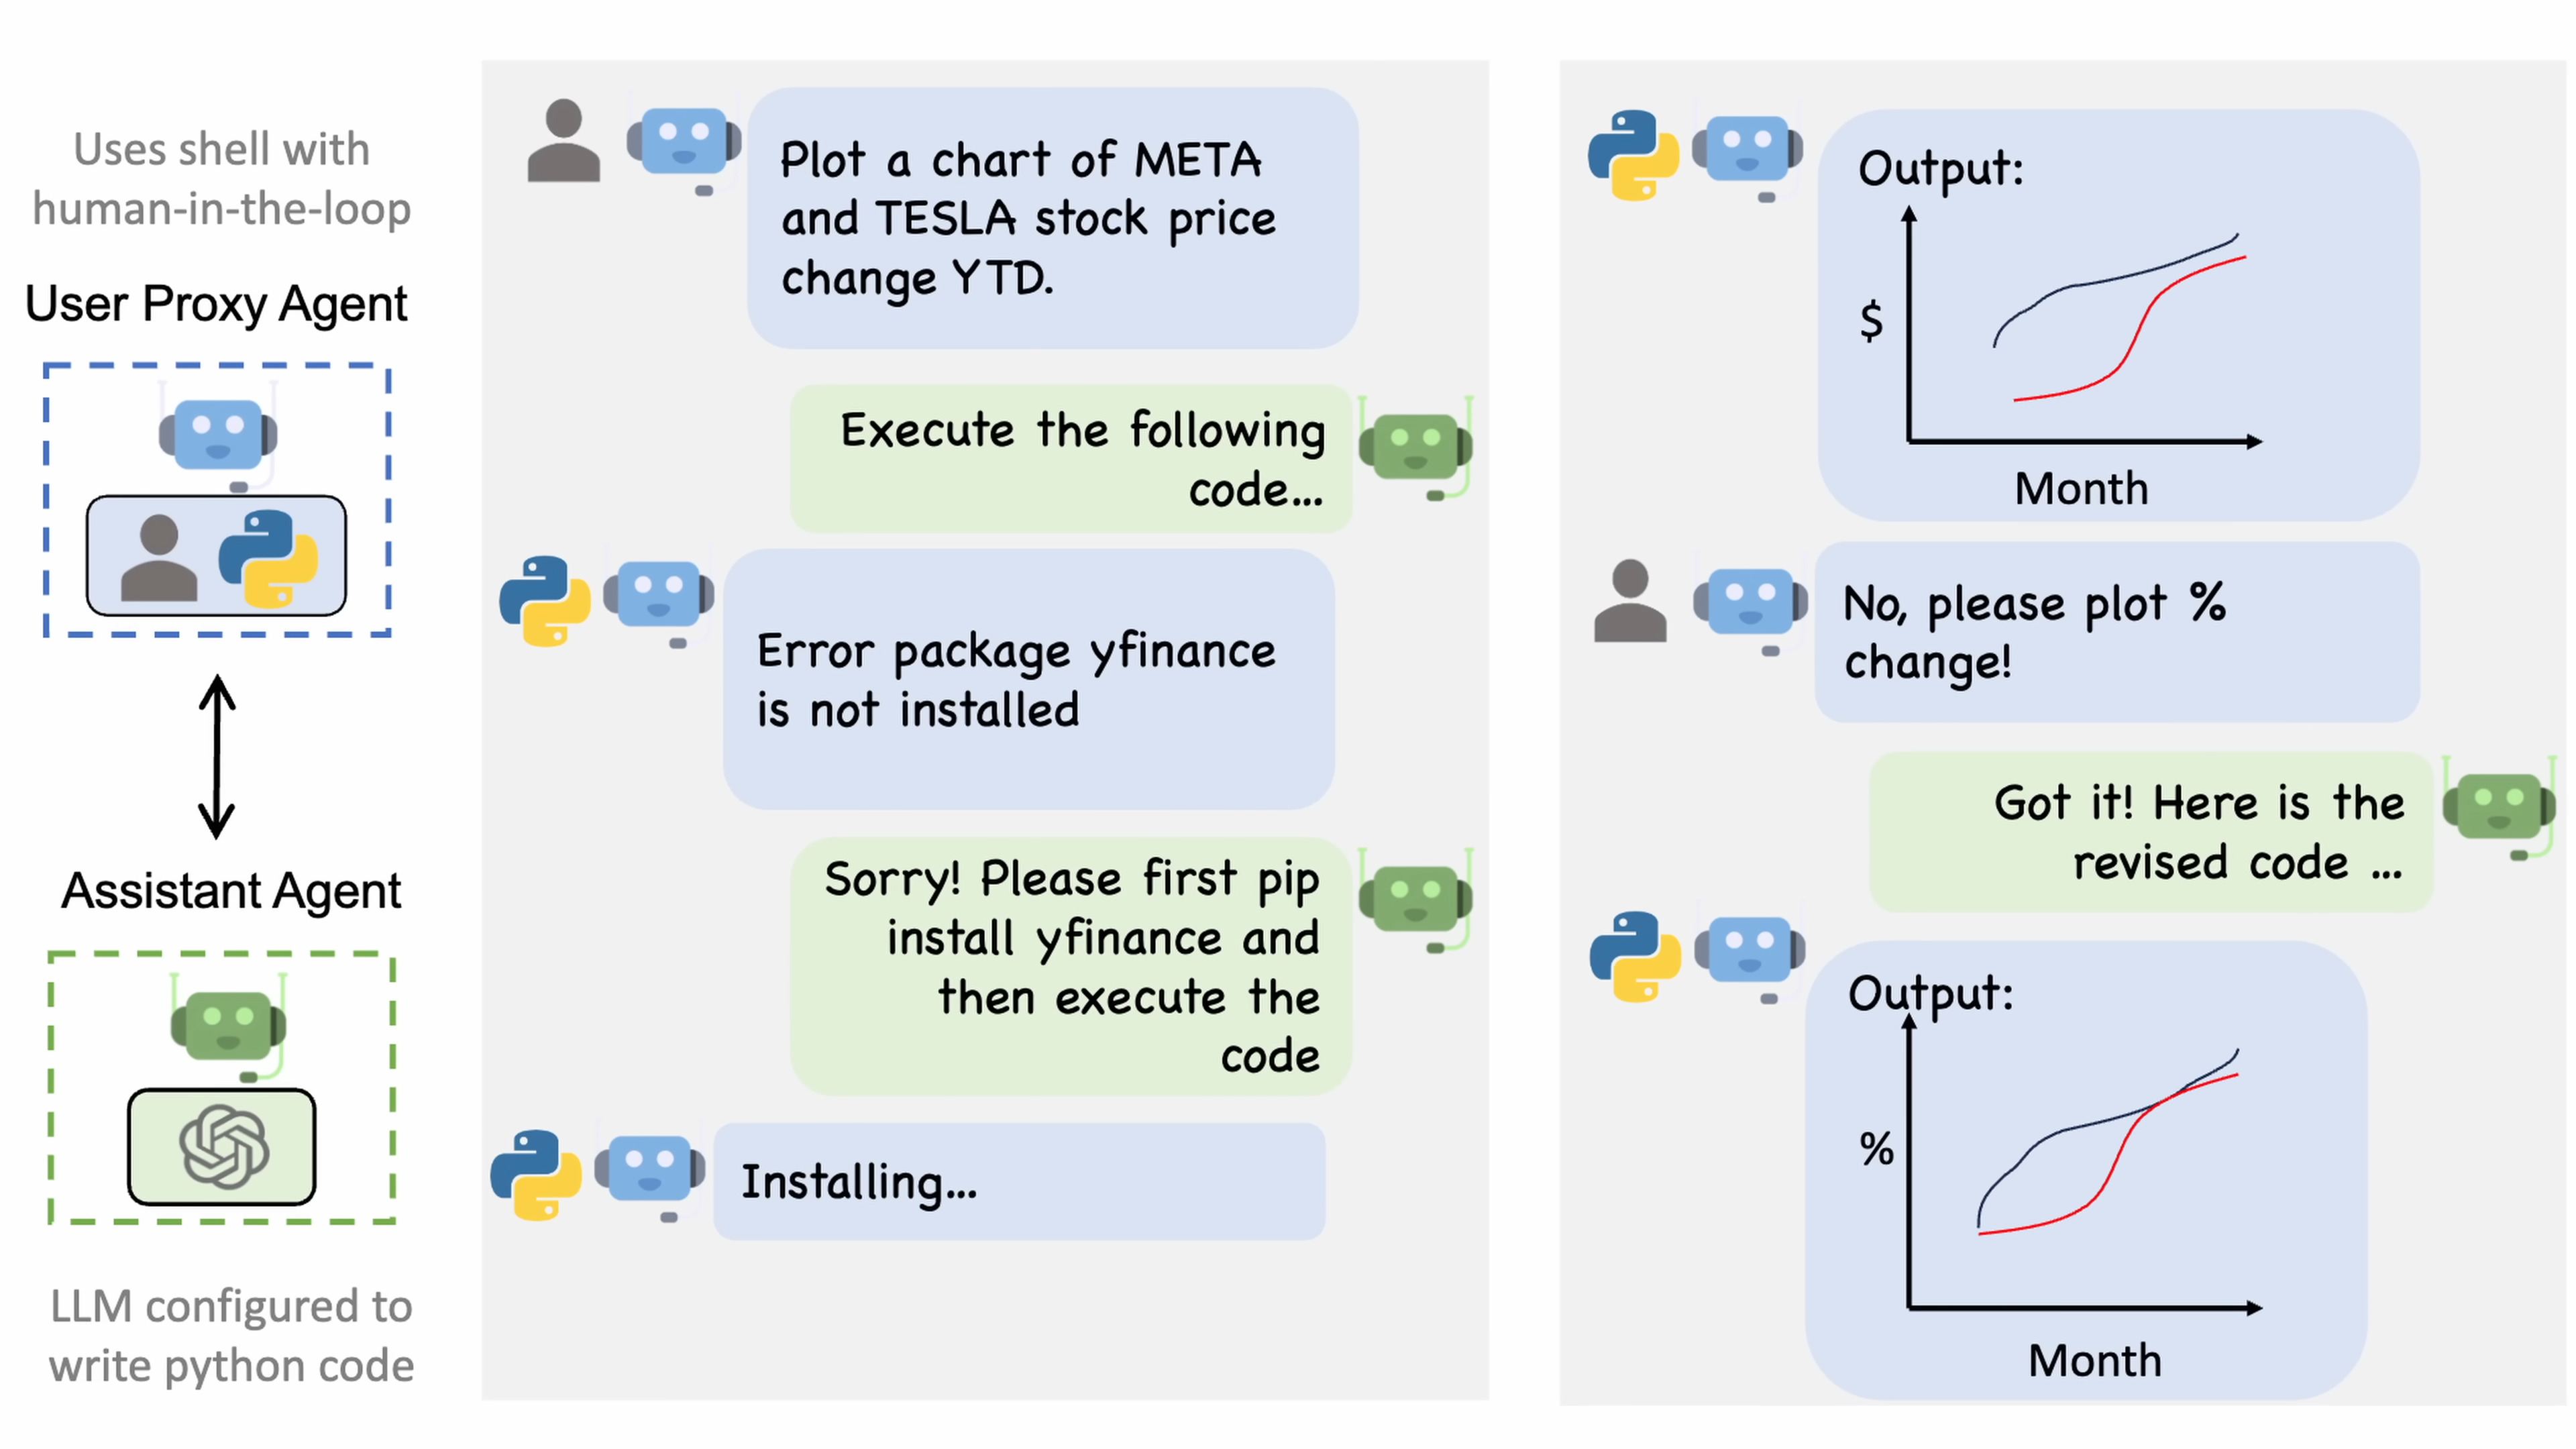 Uses shell with
human-in-the-loop
User Proxy Agent
Assistant Agent
LLM configured to
write python code
Plot a chart of META
and TESLA stock price
change YTD.
Execute the following
code...
Error package yfinance
is not installed
Sorry! Please first pip
install yfinance and
then execute the
code
Installing...
Output:
$
Month
No, please plot %
change!
Got it! Here is the
revised code ...
Output:
%
Month